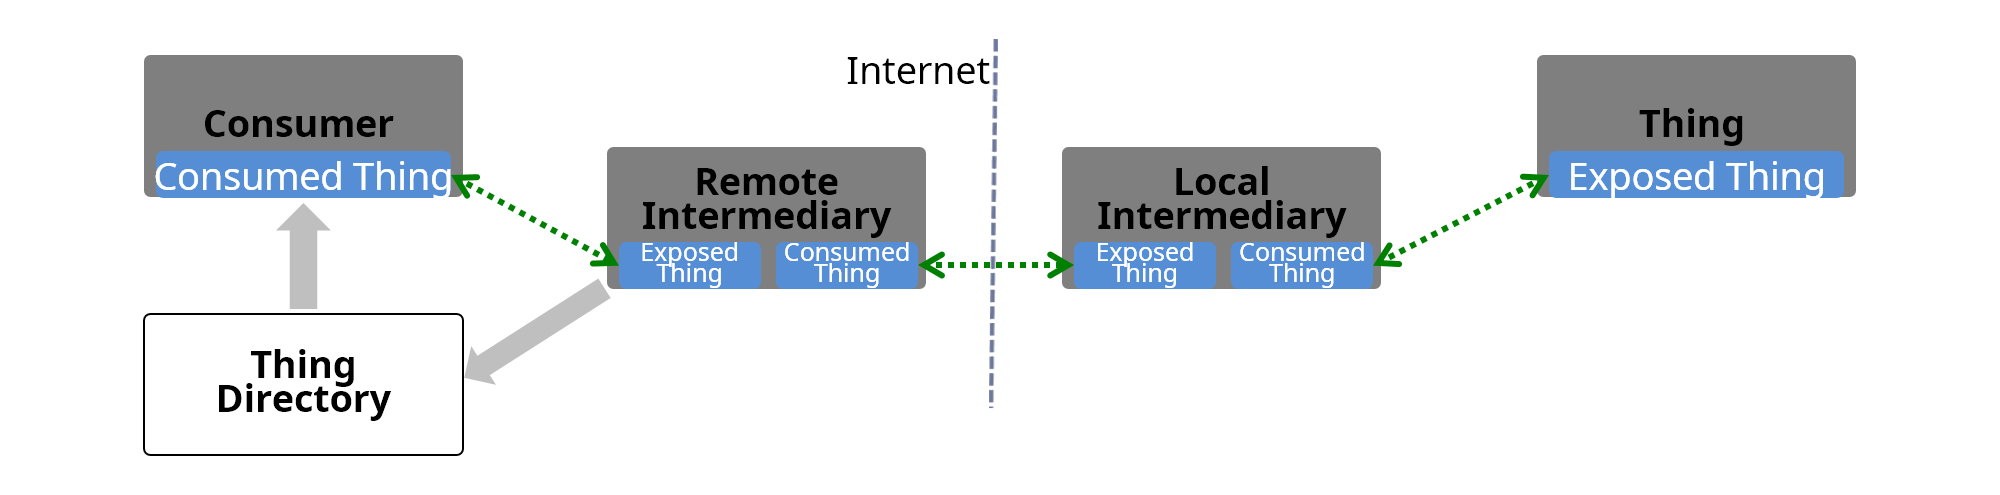 Internet
Consumer
Consumed Thing
Remote
Intermediary
Exposed
Thing
Consumed
Thing
Local
Intermediary
Exposed
Thing
Consumed
Thing
Thing
Exposed Thing
Thing
Directory